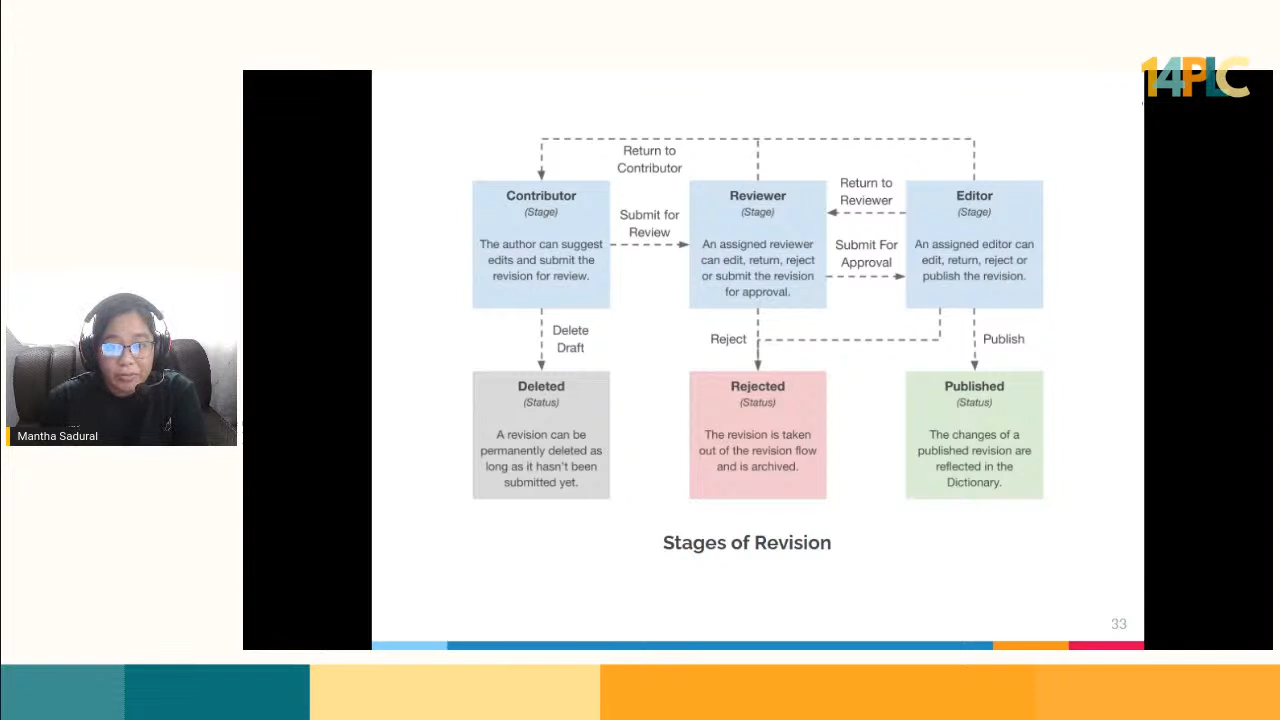 14PLC
Return to
Contributor
Contributor
(Stage)
The author can suggest
edits and submit the
revision for review.
Submit for
Review
Reviewer
(Stage)
An assigned reviewer
can edit, return, reject
or submit the revision
for approval.
Return to
Reviewer
Submit For
Approval
Editor
(Stage)
An assigned editor can
edit, return, reject or
publish the revision.
Delete
Draft
Reject
Publish
Deleted
(Status)
A revision can be
permanently deleted as
long as it hasn't been
submitted yet.
Rejected
(Status)
The revision is taken
out of the revision flow
and is archived.
Published
(Status)
The changes of a
published revision are
reflected in the
Dictionary.
Mantha Sadural
Stages of Revision
33